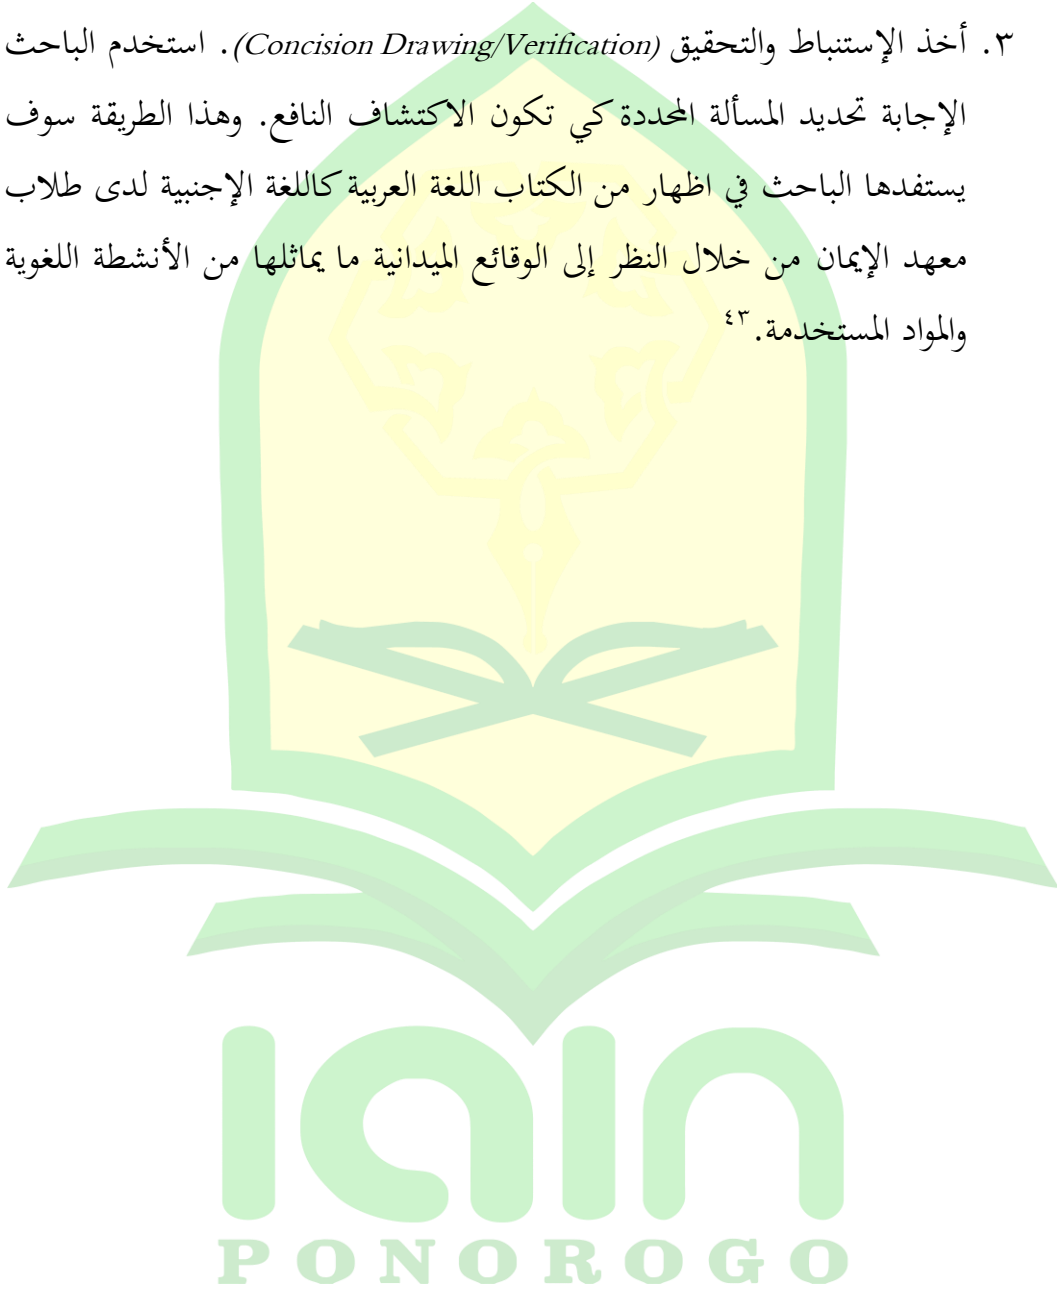 ٣. أخذ الإستنباط والتحقيق (Concision Drawing/Verification). استخدم الباحث
الإجابة تحديد المسألة المحددة كي تكون الاكتشاف النافع. وهذا الطريقة سوف
يستفدها الباحث في اظهار من الكتاب اللغة العربية كاللغة الإجنبية لدى طلاب
معهد الإيمان من خلال النظر إلى الوقائع الميدانية ما يماثلها من الأنشطة اللغوية
والمواد المستخدمة.٤٣
iain
PONOROGO